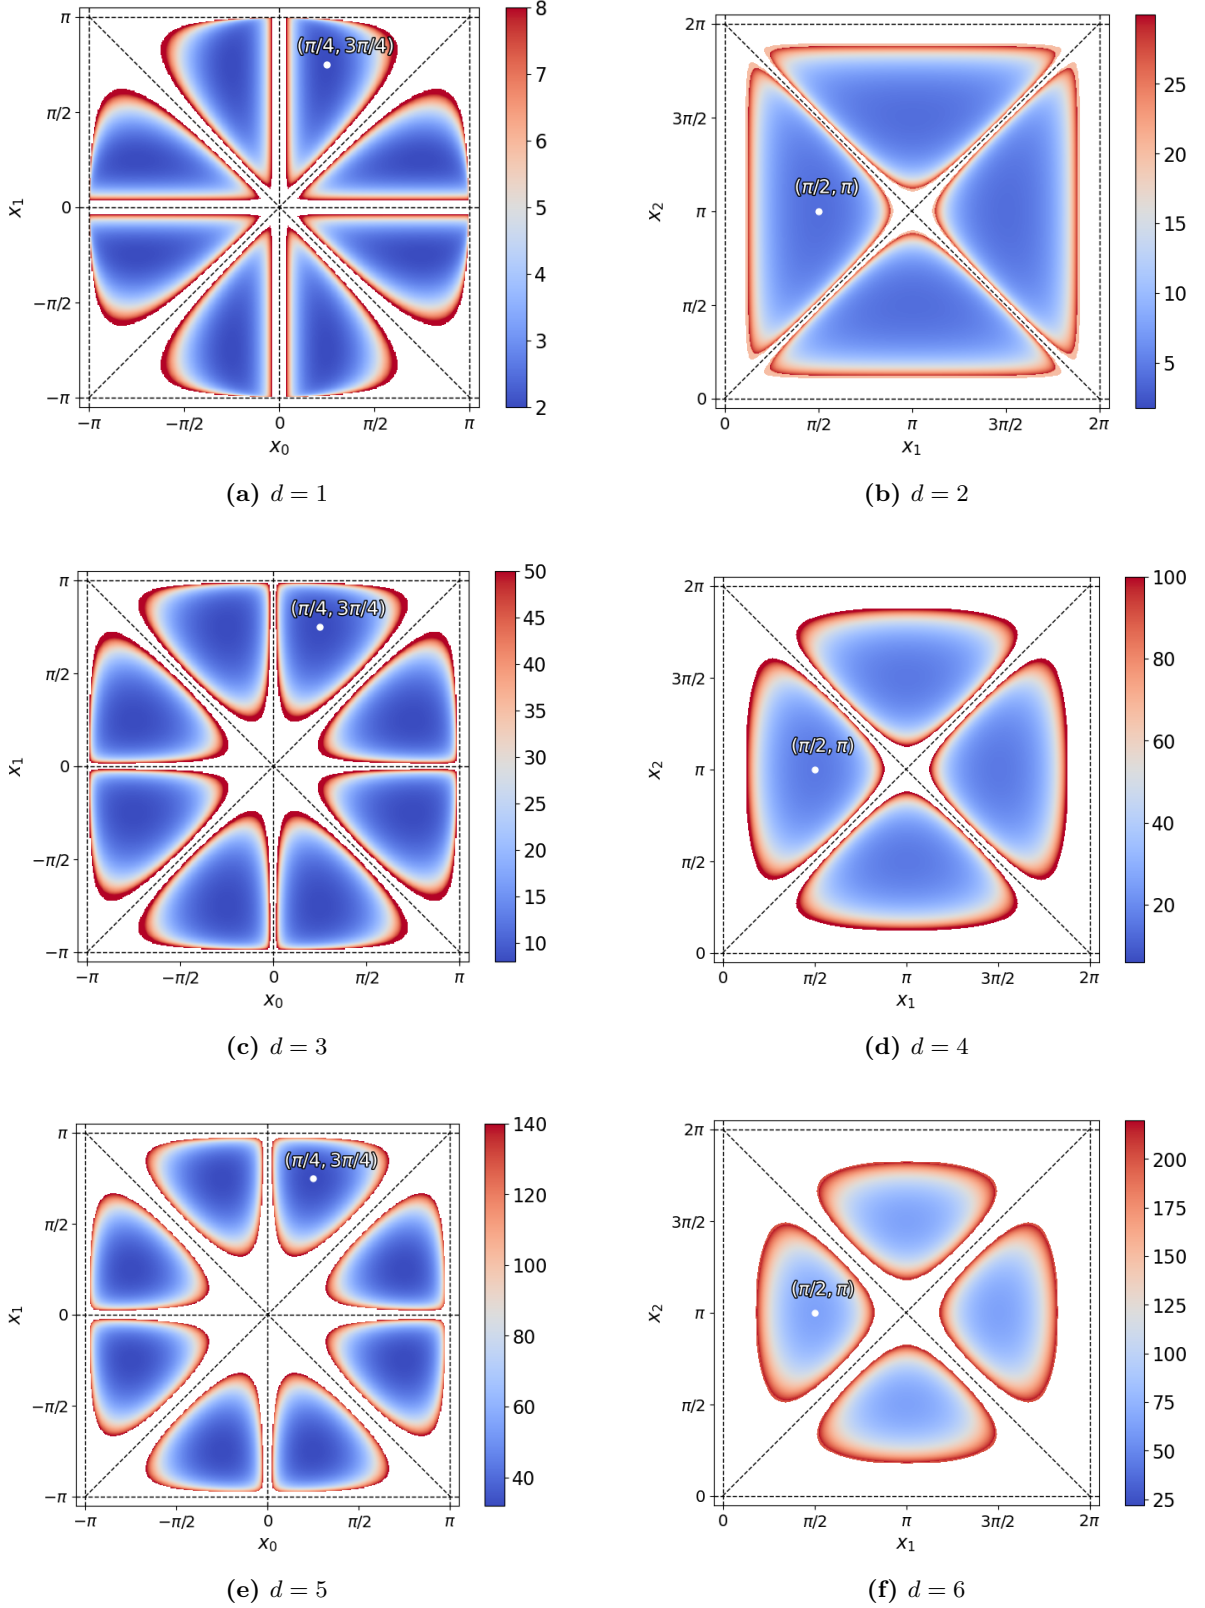 π
π/2
0
−π/2
−π
x₁
(π/4, 3π/4)
−π
−π/2
0
π/2
π
x₀
8
7
6
5
4
3
2
(a) d = 1
2π
3π/2
π
π/2
0
x₂
(π/2, π)
0
π/2
π
3π/2
2π
x₁
25
20
15
10
5
(b) d = 2
π
π/2
0
−π/2
−π
x₁
(π/4, 3π/4)
−π
−π/2
0
π/2
π
x₀
50
45
40
35
30
25
20
15
10
(c) d = 3
2π
3π/2
π
π/2
0
x₂
(π/2, π)
0
π/2
π
3π/2
2π
x₁
100
80
60
40
20
(d) d = 4
π
π/2
0
−π/2
−π
x₁
(π/4, 3π/4)
−π
−π/2
0
π/2
π
x₀
140
120
100
80
60
40
(e) d = 5
2π
3π/2
π
π/2
0
x₂
(π/2, π)
0
π/2
π
3π/2
2π
x₁
200
175
150
125
100
75
50
25
(f) d = 6